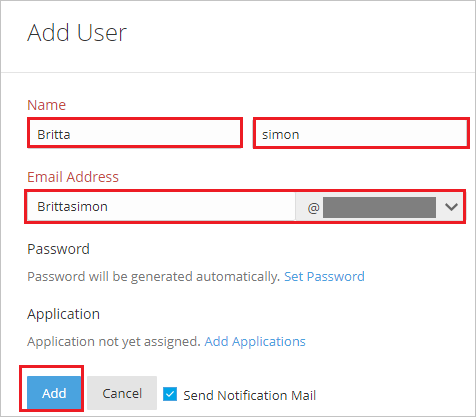 Add User
Name
Britta simon
Email Address
Brittasimon @
Password
Password will be generated automatically. Set Password
Application
Application not yet assigned. Add Applications
Add Cancel Send Notification Mail